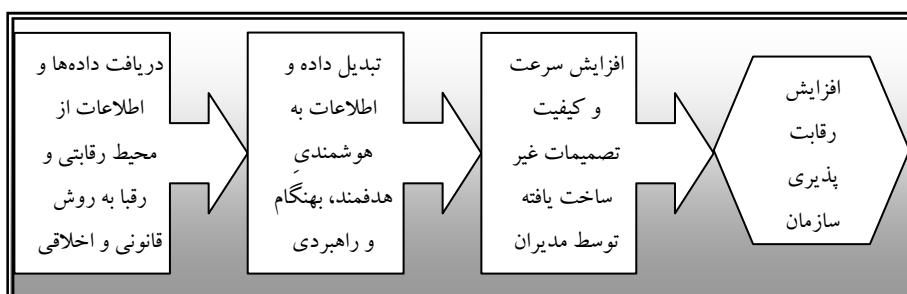 دریافت داده‌ها و
اطلاعات از
محیط رقابتی و
رقبا به روش
قانونی و اخلاقی
تبدیل داده و
اطلاعات به
هوشمندیِ
هدفمند، بهنگام
و راهبردی
افزایش سرعت
و کیفیت
تصمیمات غیر
ساخت یافته
توسط مدیران
افزایش
رقابت
پذیری
سازمان